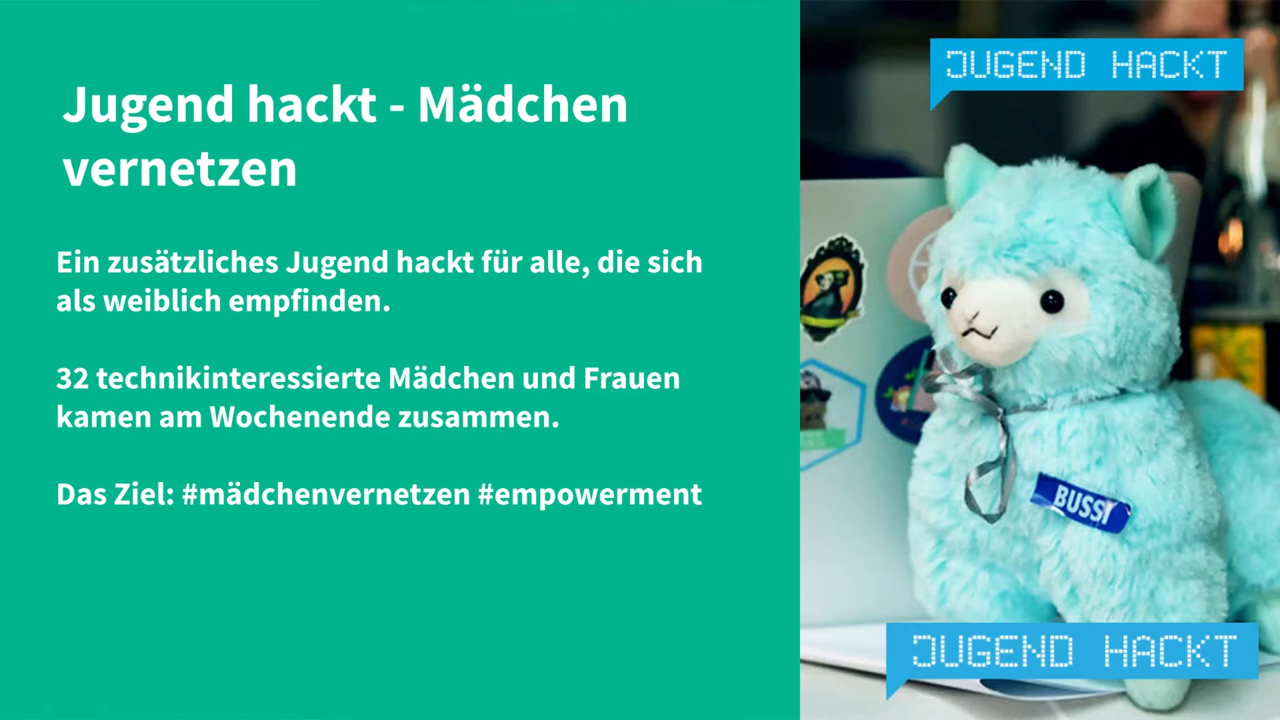 Jugend hackt - Mädchen
vernetzen
Ein zusätzliches Jugend hackt für alle, die sich
als weiblich empfinden.
32 technikinteressierte Mädchen und Frauen
kamen am Wochenende zusammen.
Das Ziel: #mädchenvernetzen #empowerment
JUGEND HACKT
BUSSY
JUGEND HACKT